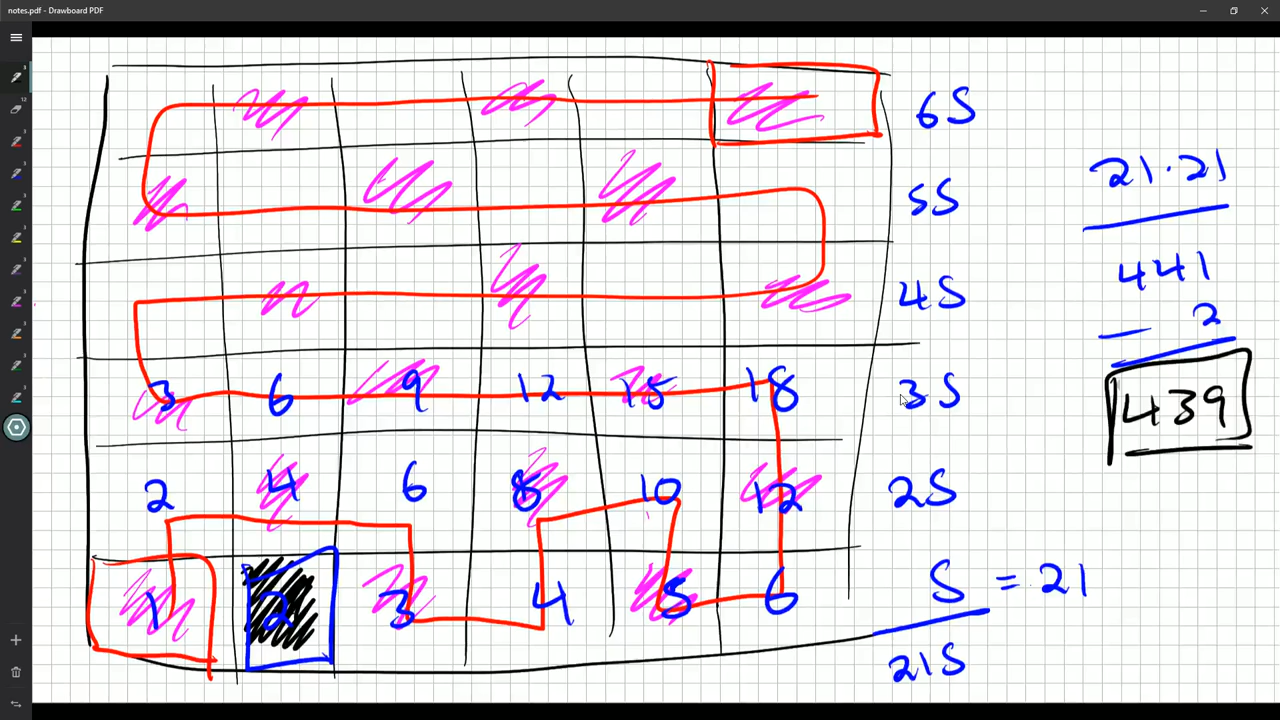 notes.pdf - Drawboard PDF
6S
5S
4S
3 6 9 12 15 18 3S
2 4 6 8 10 12 2S
1 2 3 4 5 6 S = 21
21S
21·21
441
- 2
439